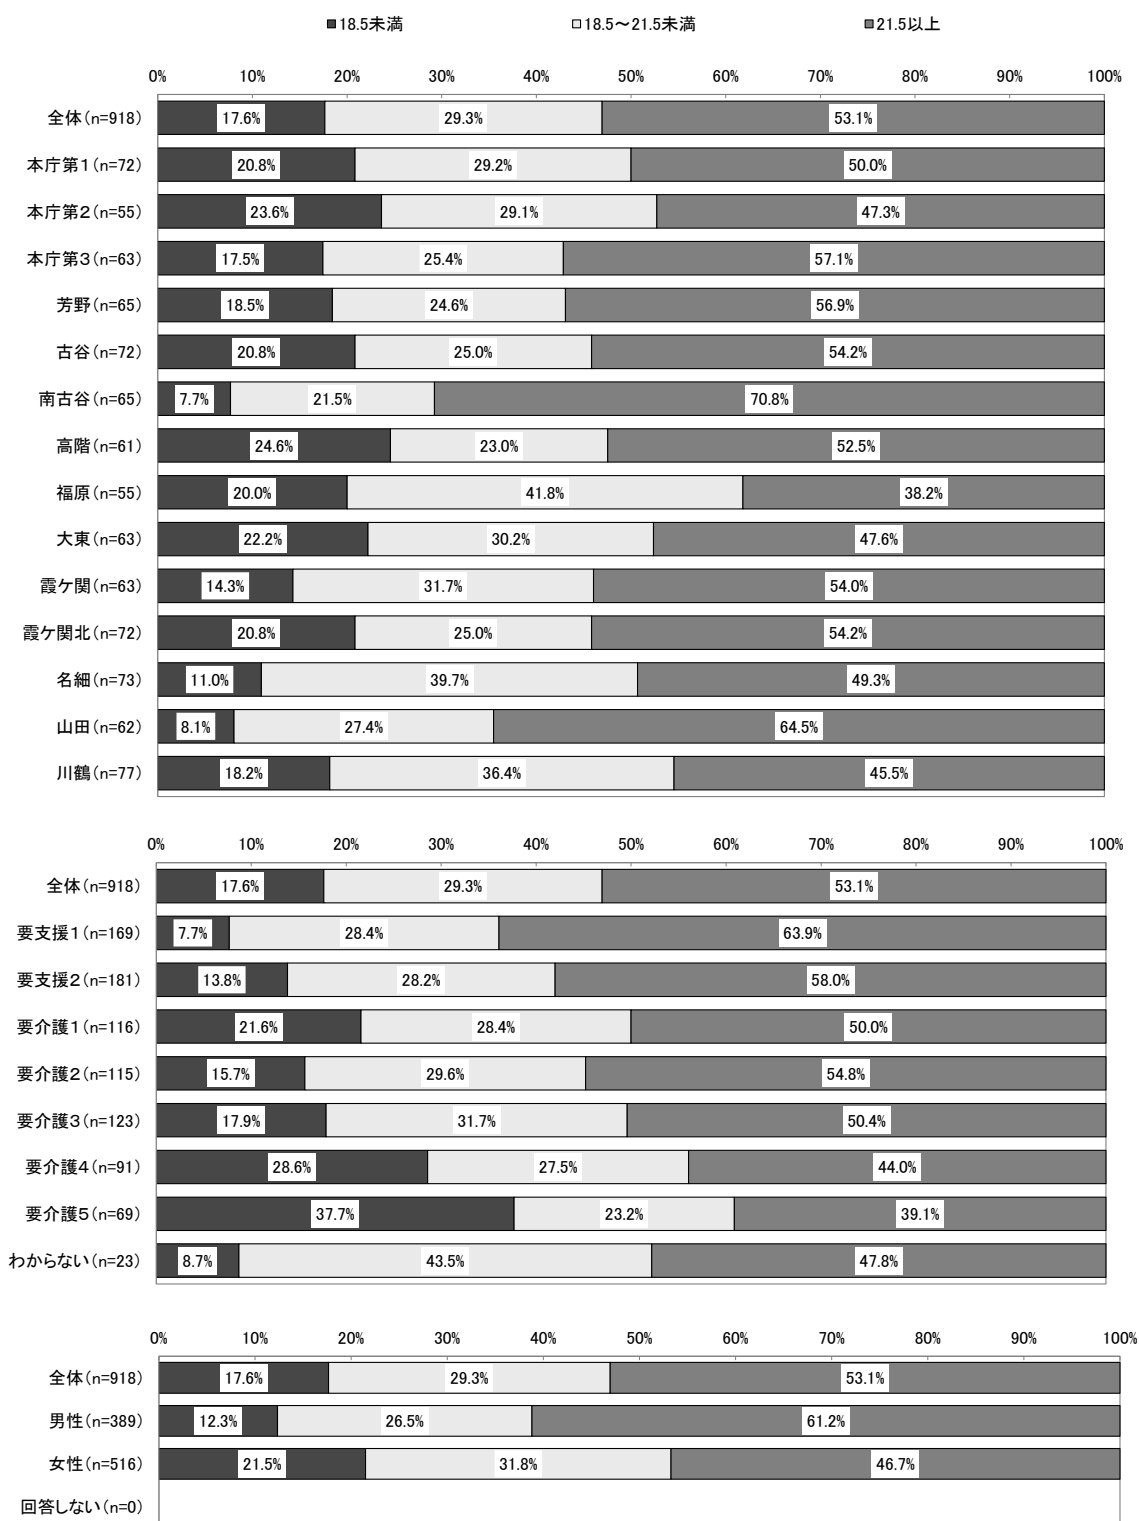 ■18.5未満 □18.5～21.5未満 ■21.5以上
0% 10% 20% 30% 40% 50% 60% 70% 80% 90% 100%
全体(n=918) 17.6% 29.3% 53.1%
本庁第1(n=72) 20.8% 29.2% 50.0%
本庁第2(n=55) 23.6% 29.1% 47.3%
本庁第3(n=63) 17.5% 25.4% 57.1%
芳野(n=65) 18.5% 24.6% 56.9%
古谷(n=72) 20.8% 25.0% 54.2%
南古谷(n=65) 7.7% 21.5% 70.8%
高階(n=61) 24.6% 23.0% 52.5%
福原(n=55) 20.0% 41.8% 38.2%
大東(n=63) 22.2% 30.2% 47.6%
霞ケ関(n=63) 14.3% 31.7% 54.0%
霞ケ関北(n=72) 20.8% 25.0% 54.2%
名細(n=73) 11.0% 39.7% 49.3%
山田(n=62) 8.1% 27.4% 64.5%
川鶴(n=77) 18.2% 36.4% 45.5%
0% 10% 20% 30% 40% 50% 60% 70% 80% 90% 100%
全体(n=918) 17.6% 29.3% 53.1%
要支援1(n=169) 7.7% 28.4% 63.9%
要支援2(n=181) 13.8% 28.2% 58.0%
要介護1(n=116) 21.6% 28.4% 50.0%
要介護2(n=115) 15.7% 29.6% 54.8%
要介護3(n=123) 17.9% 31.7% 50.4%
要介護4(n=91) 28.6% 27.5% 44.0%
要介護5(n=69) 37.7% 23.2% 39.1%
わからない(n=23) 8.7% 43.5% 47.8%
0% 10% 20% 30% 40% 50% 60% 70% 80% 90% 100%
全体(n=918) 17.6% 29.3% 53.1%
男性(n=389) 12.3% 26.5% 61.2%
女性(n=516) 21.5% 31.8% 46.7%
回答しない(n=0)